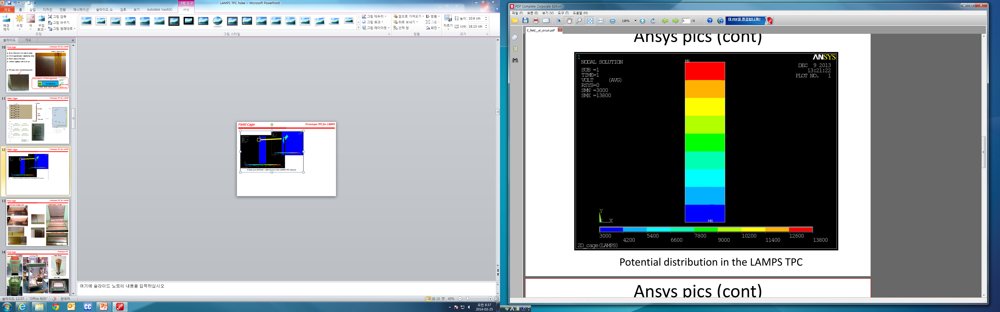 LAMPS TPC hslee - Microsoft PowerPoint
그림 도구
파일 홈 삽입 디자인 전환 애니메이션 슬라이드 쇼 검토 보기 Autodesk Vault(K) 서식
배경 제거
수정
색
꾸밈 효과
그림 압축
그림 바꾸기
그림 원래대로
조정
그림 스타일
그림 테두리
그림 효과
그림 레이아웃
앞으로 가져오기
뒤로 보내기
선택 창
맞춤
그룹
회전
정렬
자르기
높이: 10.6 cm
너비: 16.13 cm
크기
슬라이드 개요
10
Field Cage
Prototype TPC for LAMPS
11
Field Cage
Prototype TPC for LAMPS
12
Field Cage
Prototype TPC for LAMPS
E field sum (EFSUM = 180 V/cm) in the LAMPS TPC volume
13
Field Cage
Prototype TPC for LAMPS
14
Prototype TPC
Field Cage
Prototype TPC for LAMPS
E field sum (EFSUM = 180 V/cm) in the LAMPS TPC volume
여기에 슬라이드 노트의 내용을 입력하십시오
슬라이드 12/37 "Office 테마" 한국어
40%
오전 8:37
2014-03-25
PDF Complete Corporate Edition
파일 (F) 보존 (E) 보기 (V) 도구 (T) 도움말 (H)
138% 5 / 8
이 PDF를 편집합니까?
E_field__el_circuit.pdf
Ansys pics (cont)
1
NODAL SOLUTION
SUB =1
TIME=1
VOLT (AVG)
RSYS=0
SMN =3000
SMX =13800
ANSYS
DEC 9 2013
13:21:22
PLOT NO. 1
MX
MN
Y
X
3000 5400 7800 10200 12600
6600 9000 11400 13800
4200
2D_cage(LAMPS)
Potential distribution in the LAMPS TPC
Ansys pics (cont)
A 漢